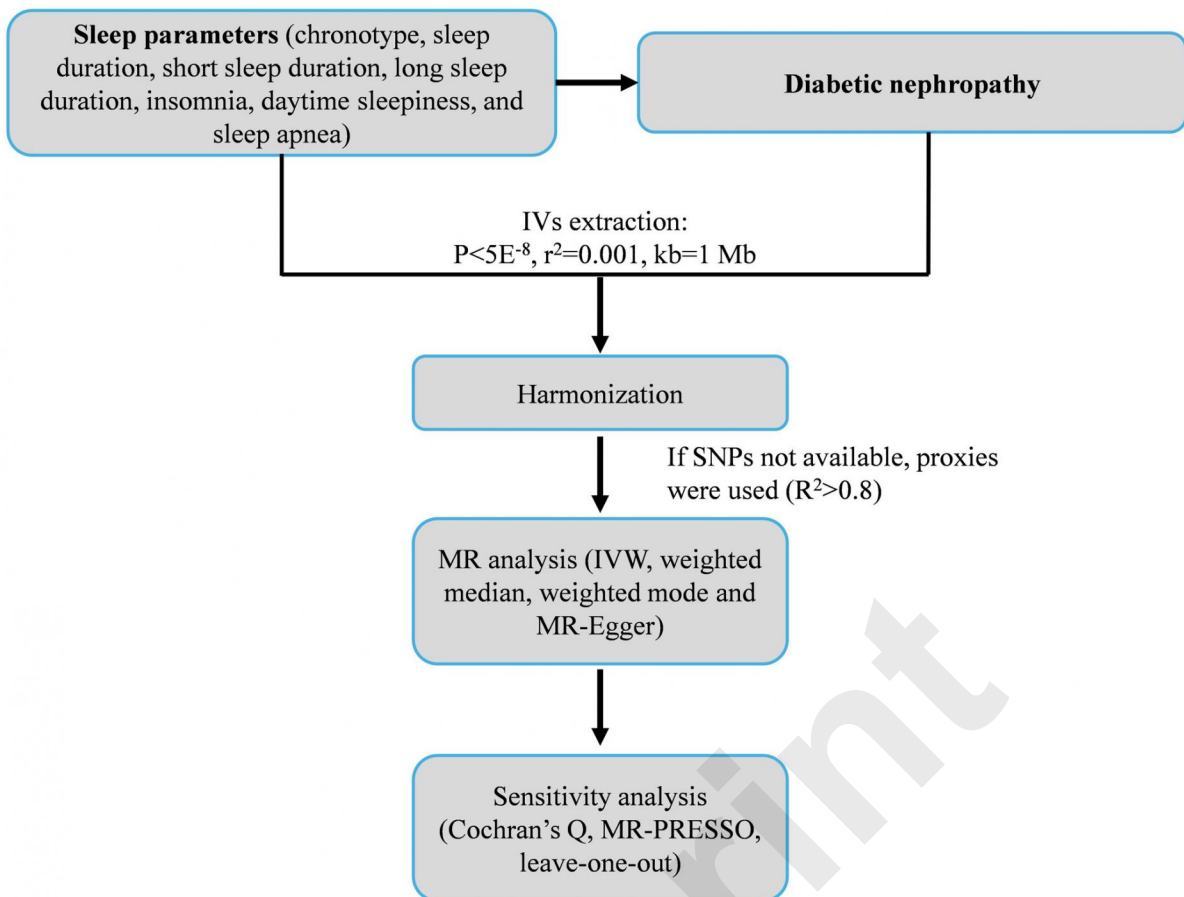 Sleep parameters (chronotype, sleep
duration, short sleep duration, long sleep
duration, insomnia, daytime sleepiness, and
sleep apnea)
Diabetic nephropathy
IVs extraction:
P<5E⁻⁸, r²=0.001, kb=1 Mb
Harmonization
If SNPs not available, proxies
were used (R²>0.8)
MR analysis (IVW, weighted
median, weighted mode and
MR-Egger)
Sensitivity analysis
(Cochran’s Q, MR-PRESSO,
leave-one-out)
rint